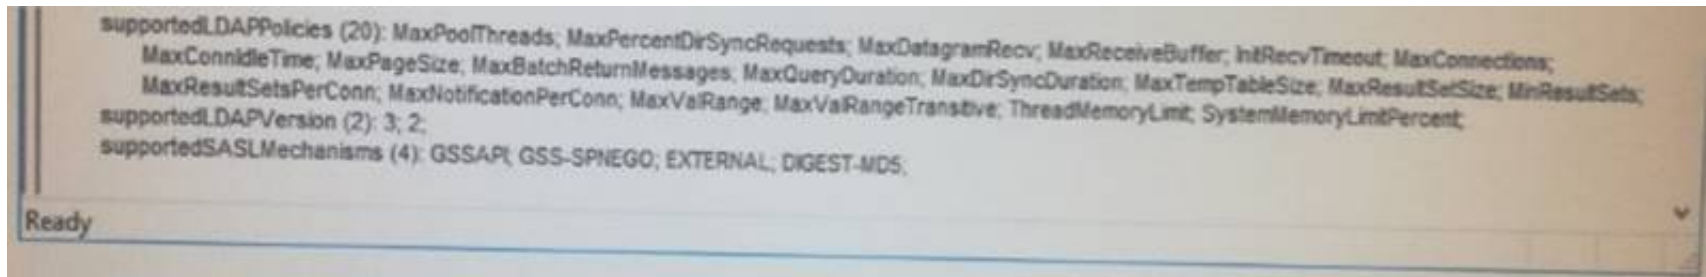 supportedLDAPPolicies (20): MaxPoolThreads; MaxPercentDirSyncRequests; MaxDatagramRecv; MaxReceiveBuffer; InitRecvTimeout; MaxConnections;
MaxConnIdleTime; MaxPageSize; MaxBatchReturnMessages; MaxQueryDuration; MaxDirSyncDuration; MaxTempTableSize; MaxResultSetSize; MinResultSets;
MaxResultSetsPerConn; MaxNotificationPerConn; MaxValRange; MaxValRangeTransitive; ThreadMemoryLimit; SystemMemoryLimitPercent;
supportedLDAPVersion (2): 3; 2;
supportedSASLMechanisms (4): GSSAPI; GSS-SPNEGO; EXTERNAL; DIGEST-MD5;
Ready